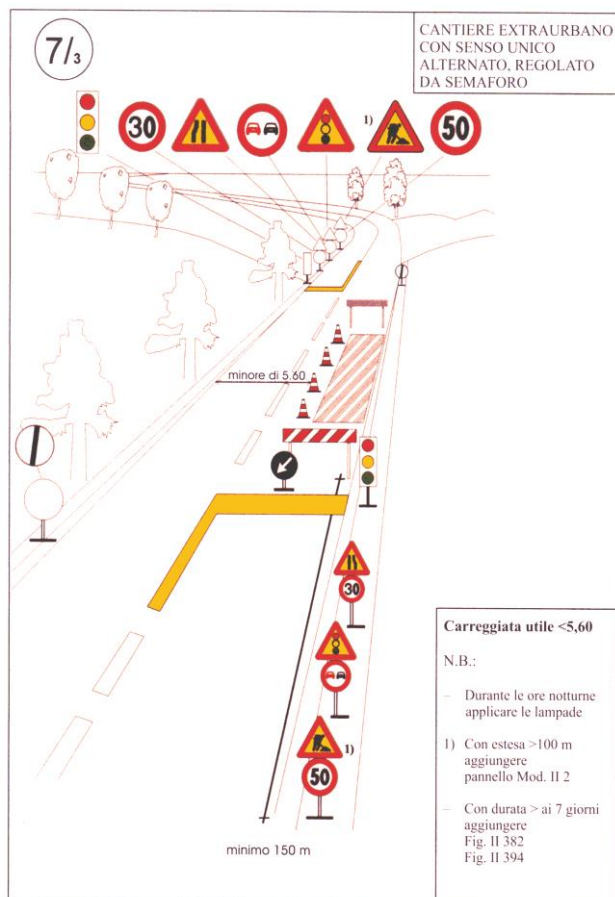 7/3
CANTIERE EXTRAURBANO
CON SENSO UNICO
ALTERNATO, REGOLATO
DA SEMAFORO
30
1)
50
minore di 5.60
30
1)
50
minimo 150 m
Carreggiata utile <5,60
N.B.:
– Durante le ore notturne
applicare le lampade
1) Con estesa >100 m
aggiungere
pannello Mod. II 2
– Con durata > ai 7 giorni
aggiungere
Fig. II 382
Fig. II 394